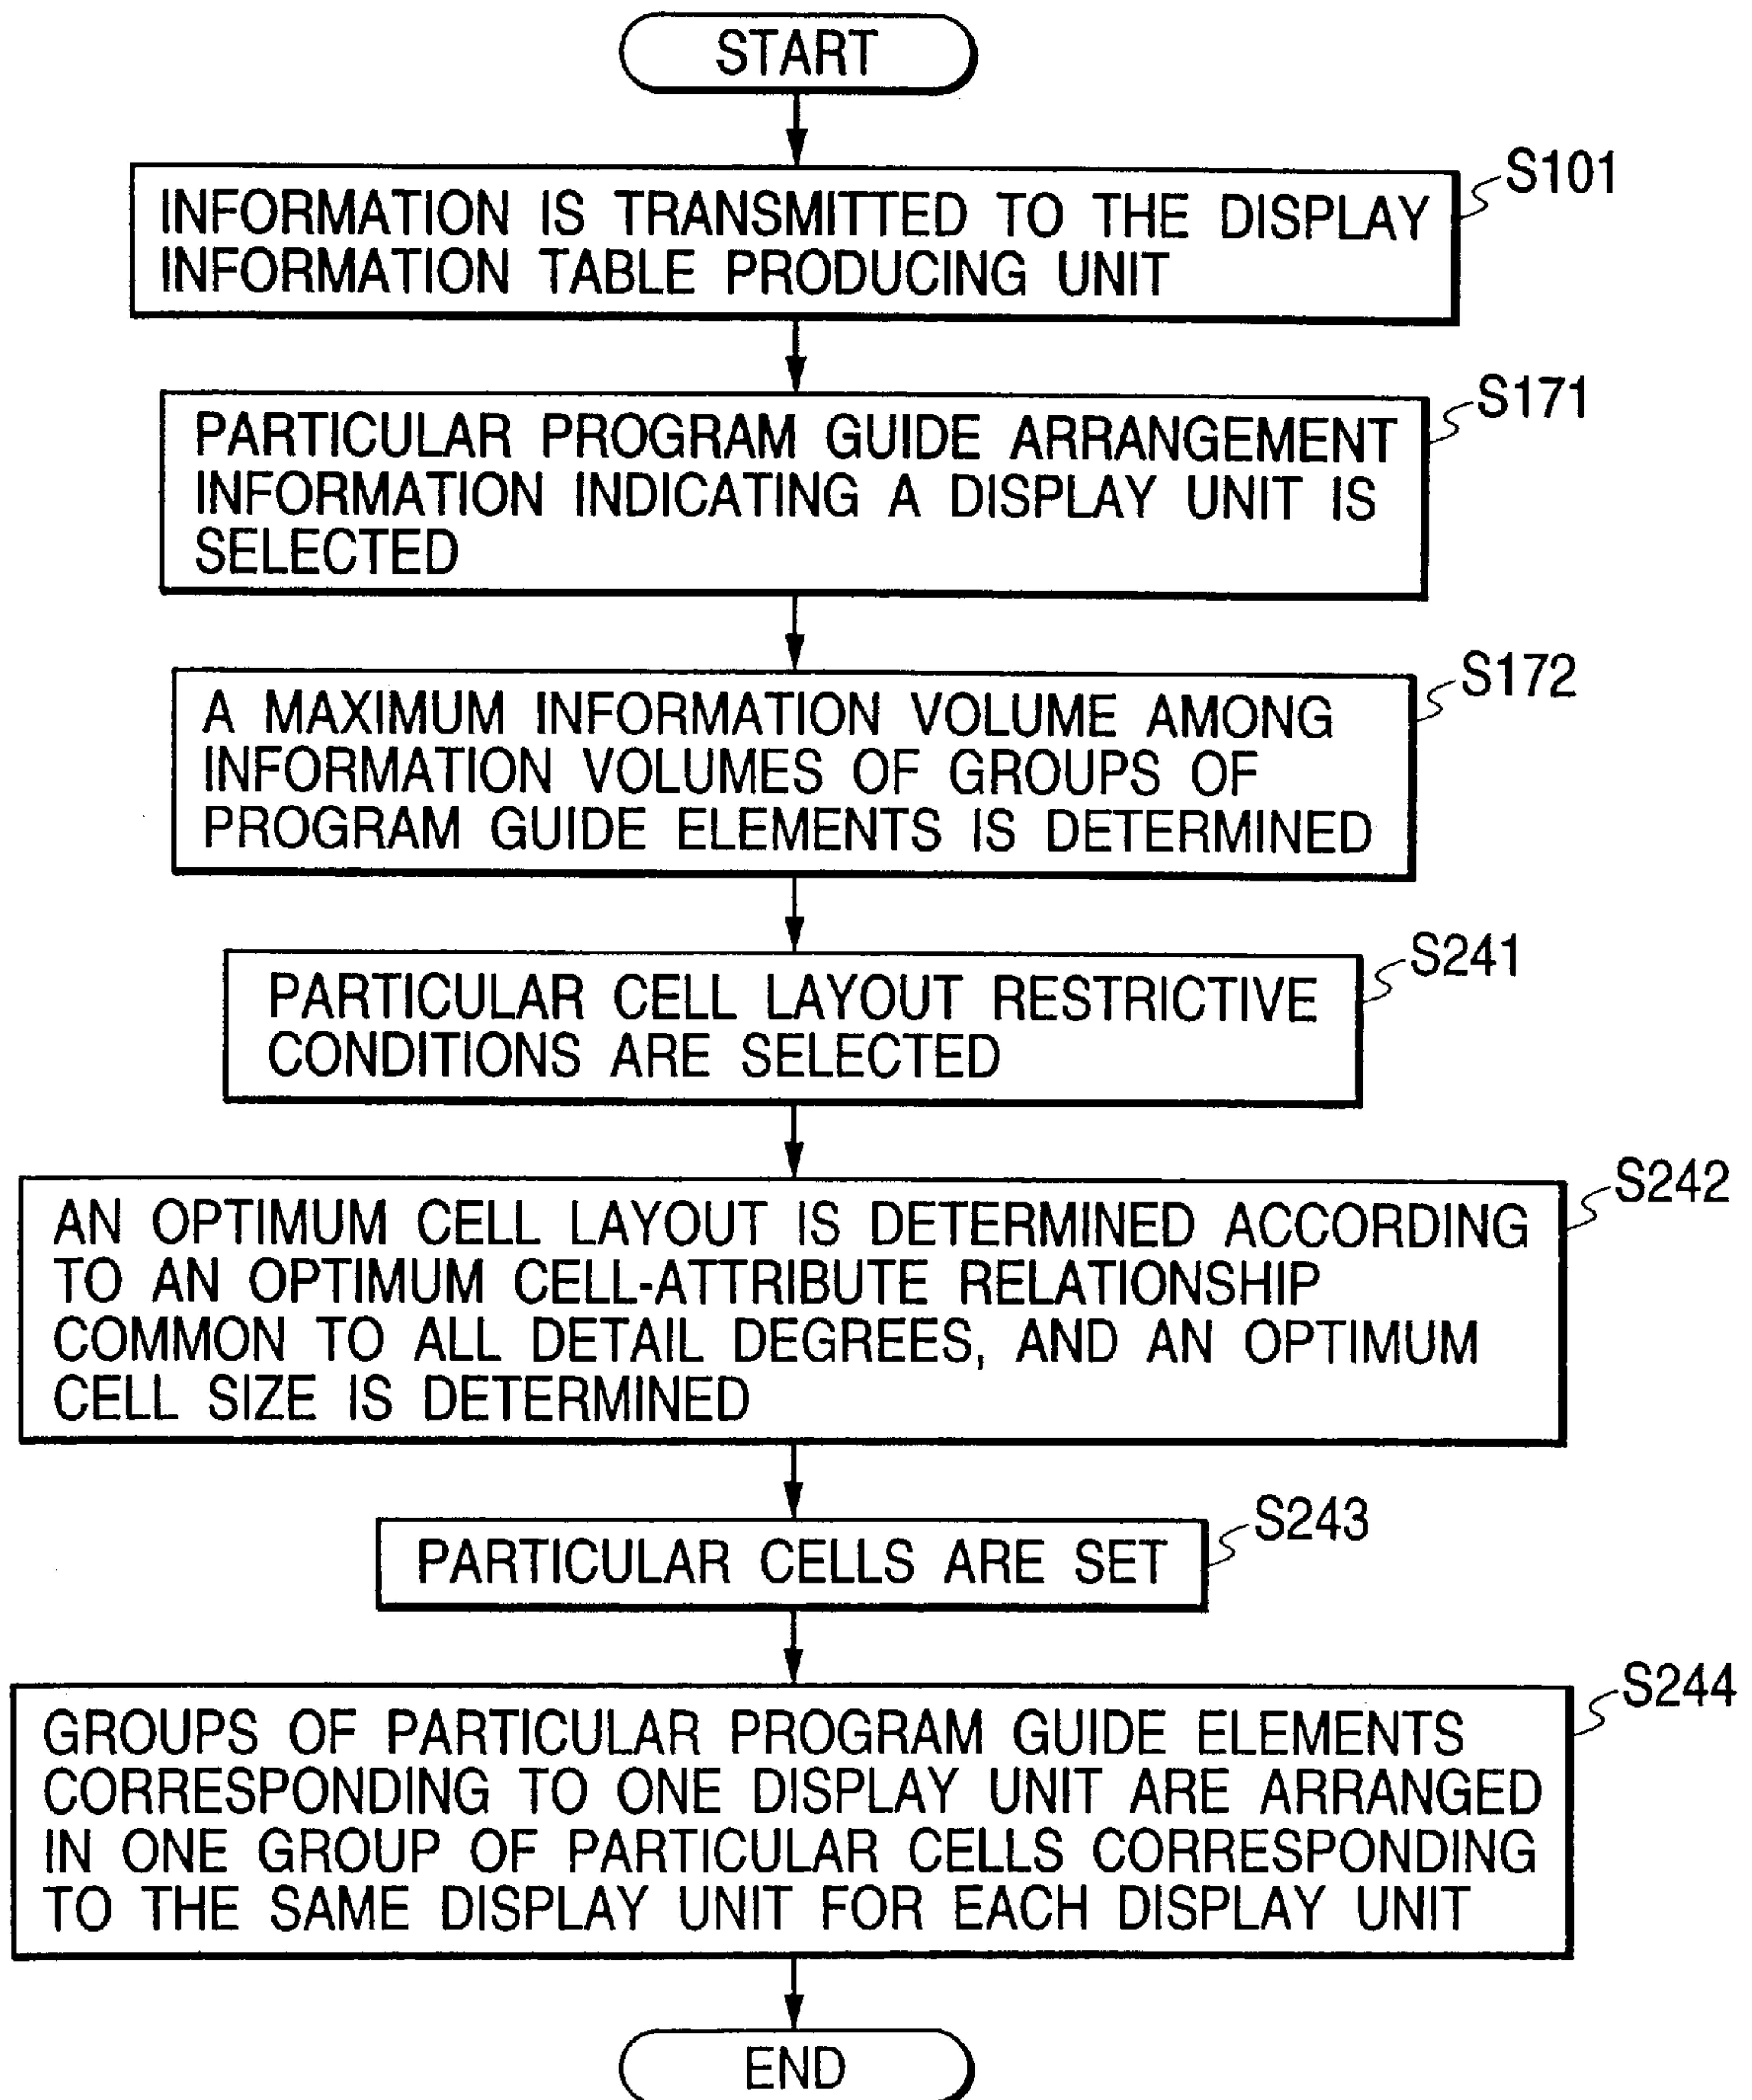 START
S101
INFORMATION IS TRANSMITTED TO THE DISPLAY
INFORMATION TABLE PRODUCING UNIT
S171
PARTICULAR PROGRAM GUIDE ARRANGEMENT
INFORMATION INDICATING A DISPLAY UNIT IS
SELECTED
S172
A MAXIMUM INFORMATION VOLUME AMONG
INFORMATION VOLUMES OF GROUPS OF
PROGRAM GUIDE ELEMENTS IS DETERMINED
S241
PARTICULAR CELL LAYOUT RESTRICTIVE
CONDITIONS ARE SELECTED
S242
AN OPTIMUM CELL LAYOUT IS DETERMINED ACCORDING
TO AN OPTIMUM CELL-ATTRIBUTE RELATIONSHIP
COMMON TO ALL DETAIL DEGREES, AND AN OPTIMUM
CELL SIZE IS DETERMINED
S243
PARTICULAR CELLS ARE SET
S244
GROUPS OF PARTICULAR PROGRAM GUIDE ELEMENTS
CORRESPONDING TO ONE DISPLAY UNIT ARE ARRANGED
IN ONE GROUP OF PARTICULAR CELLS CORRESPONDING
TO THE SAME DISPLAY UNIT FOR EACH DISPLAY UNIT
END